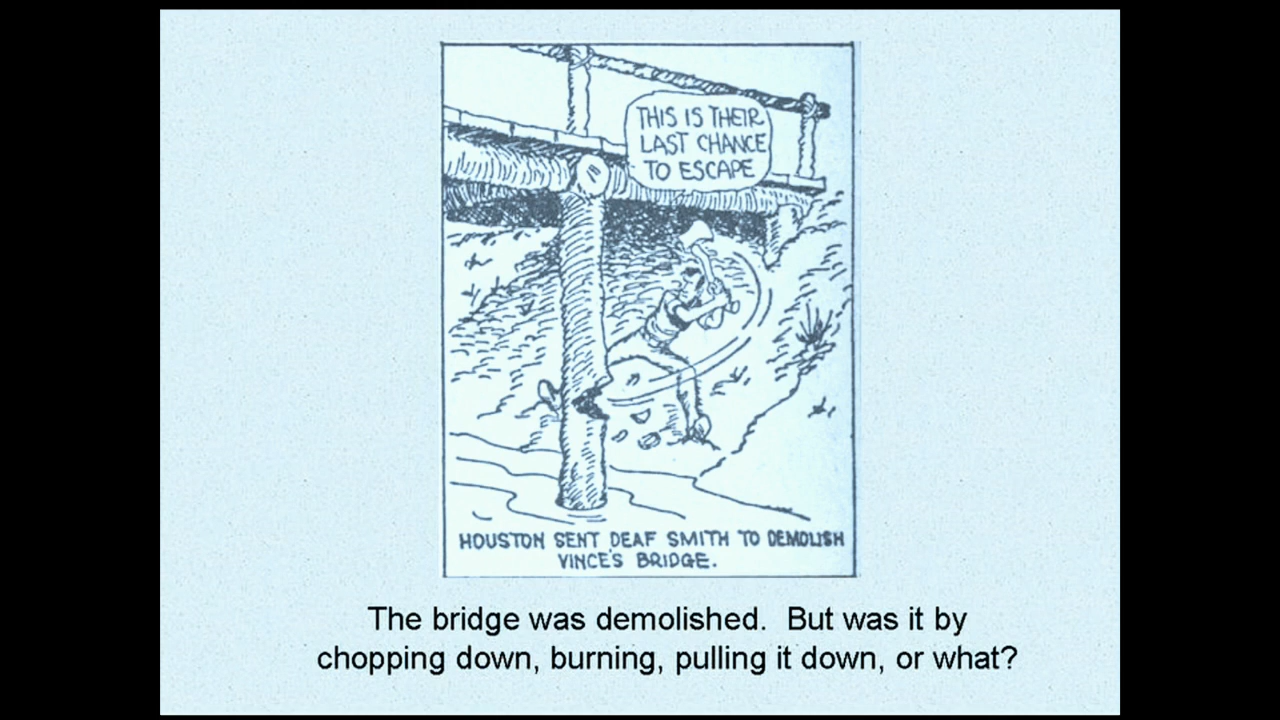 THIS IS THEIR
LAST CHANCE
TO ESCAPE
HOUSTON SENT DEAF SMITH TO DEMOLISH
VINCE'S BRIDGE.
The bridge was demolished.  But was it by
chopping down, burning, pulling it down, or what?